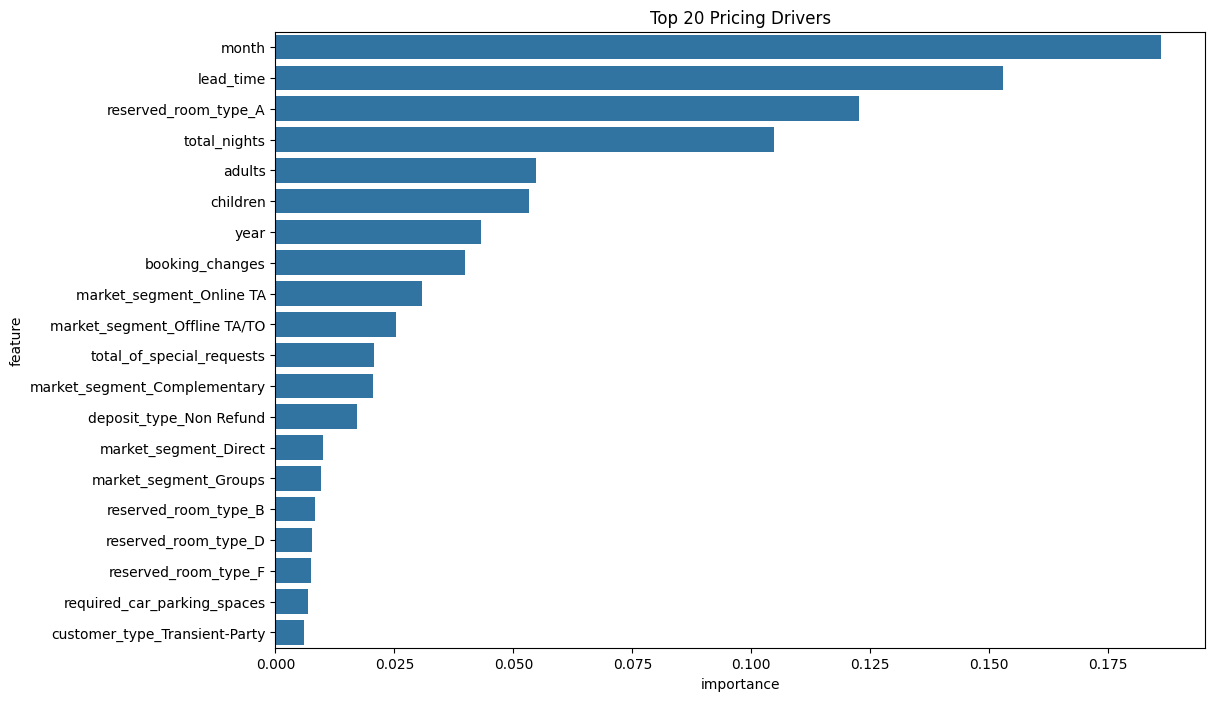 Top 20 Pricing Drivers
month
lead_time
reserved_room_type_A
total_nights
adults
children
year
booking_changes
market_segment_Online TA
market_segment_Offline TA/TO
total_of_special_requests
market_segment_Complementary
deposit_type_Non Refund
market_segment_Direct
market_segment_Groups
reserved_room_type_B
reserved_room_type_D
reserved_room_type_F
required_car_parking_spaces
customer_type_Transient-Party
feature
0.000 0.025 0.050 0.075 0.100 0.125 0.150 0.175
importance